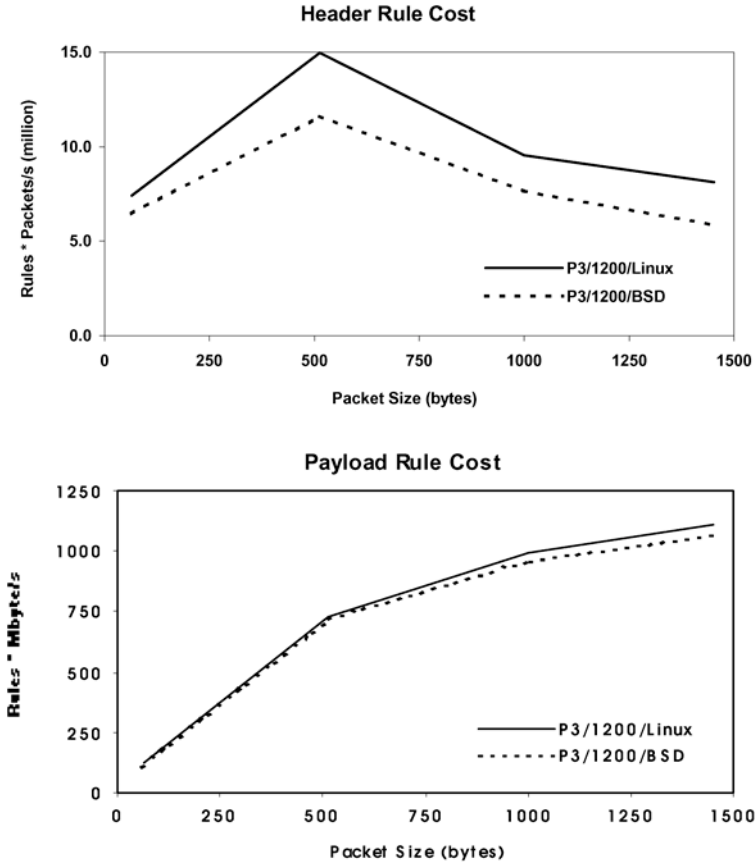 Header Rule Cost
15.0
10.0
5.0
0.0
Rules * Packets/s (million)
P3/1200/Linux
P3/1200/BSD
0 250 500 750 1000 1250 1500
Packet Size (bytes)
Payload Rule Cost
1250
1000
750
500
250
0
Rules * Mbyte/s
P3/1200/Linux
P3/1200/BSD
0 250 500 750 1000 1250 1500
Packet Size (bytes)